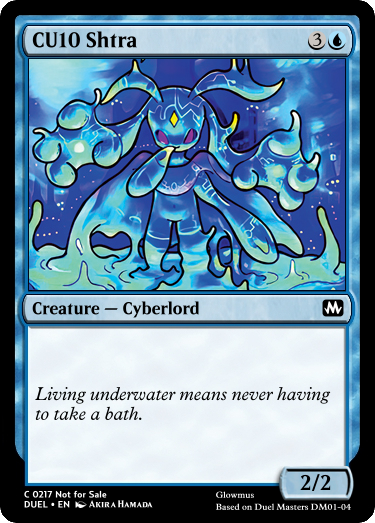 CU10 Shtra
3
Creature — Cyberlord
Living underwater means never having
to take a bath.
2/2
C 0217 Not for Sale
DUEL • EN Akira Hamada
Glowmus
Based on Duel Masters DM01-04